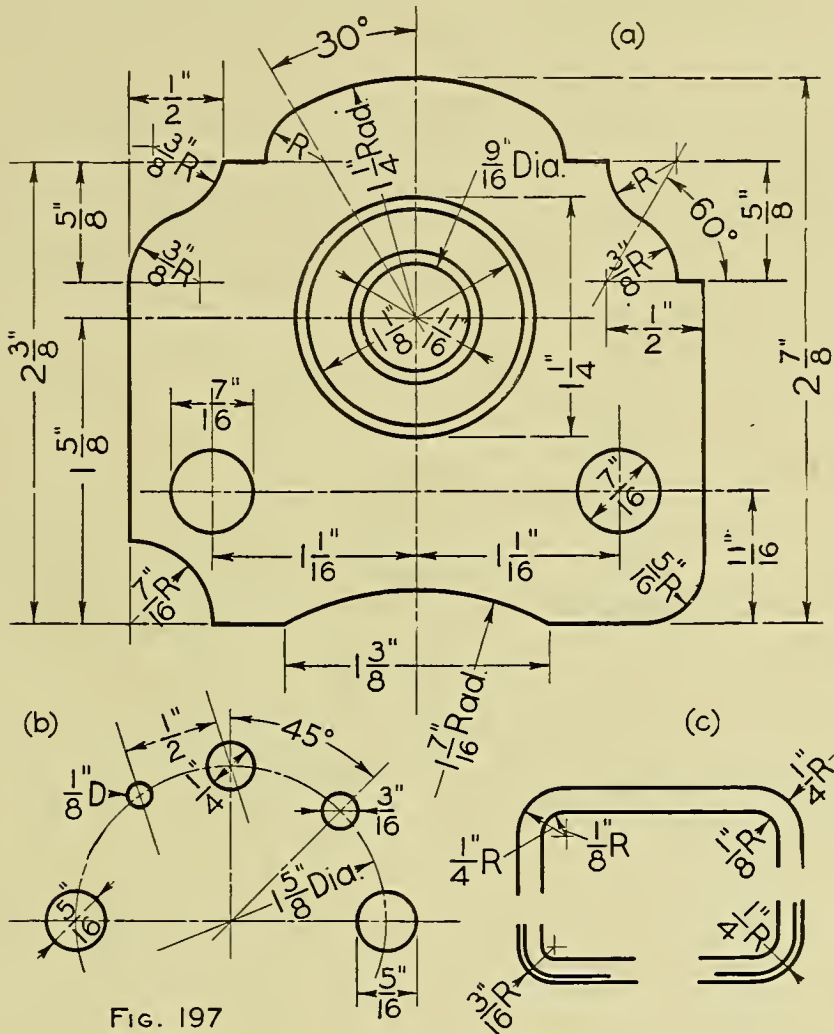 (a)
30°
1/2"
3/8" R
R
1 1/4" Rad.
9/16" Dia.
R
60°
5/8"
5/8"
3/8" R
3/8" R
1/2"
2 3/8"
1 1/8"
11/16"
1 1/4"
2 7/8"
1 5/8"
7/16"
7/16"
1 1/16"
1 1/16"
11/16"
7/16" R
5/16" R
1 3/8"
1 7/16" Rad.
(b)
1/2"
45°
1/8" D
1/4"
3/16"
1 5/8" Dia.
5/16"
5/16"
(c)
1/4" R
1/4" R
1/8" R
1/8" R
1/4" R
3/16" R
FIG. 197